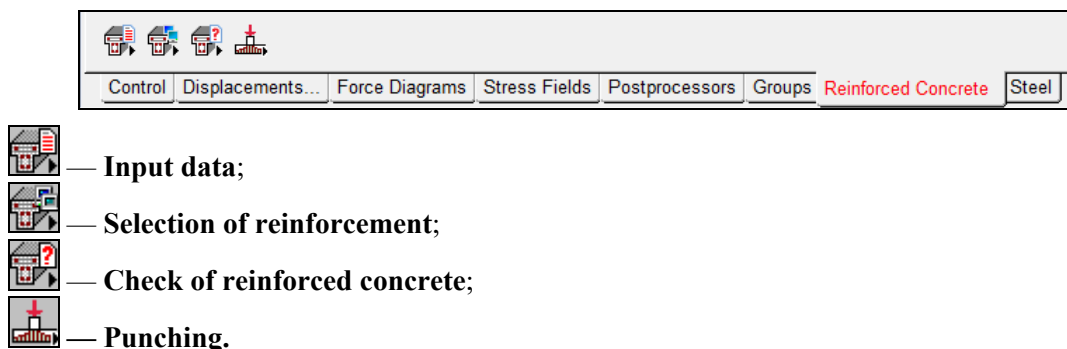 Control Displacements... Force Diagrams Stress Fields Postprocessors Groups Reinforced Concrete Steel
— Input data;
— Selection of reinforcement;
— Check of reinforced concrete;
— Punching.